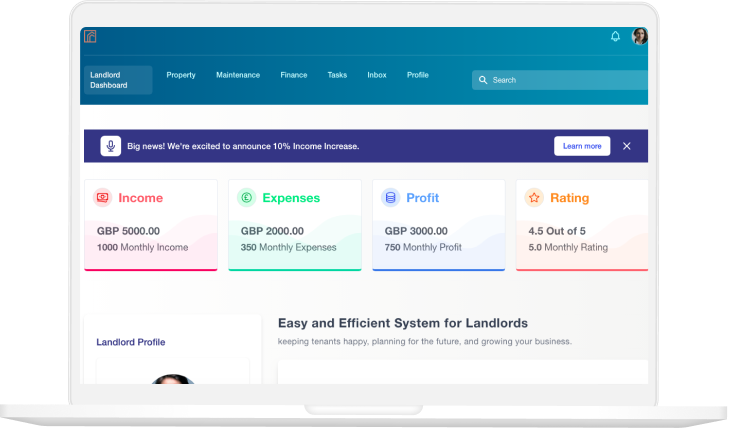 Landlord
Dashboard
Property
Maintenance
Finance
Tasks
Inbox
Profile
Search
Big news! We're excited to announce 10% Income Increase.
Learn more
Income
GBP 5000.00
1000 Monthly Income
Expenses
GBP 2000.00
350 Monthly Expenses
Profit
GBP 3000.00
750 Monthly Profit
Rating
4.5 Out of 5
5.0 Monthly Rating
Landlord Profile
Easy and Efficient System for Landlords
keeping tenants happy, planning for the future, and growing your business.